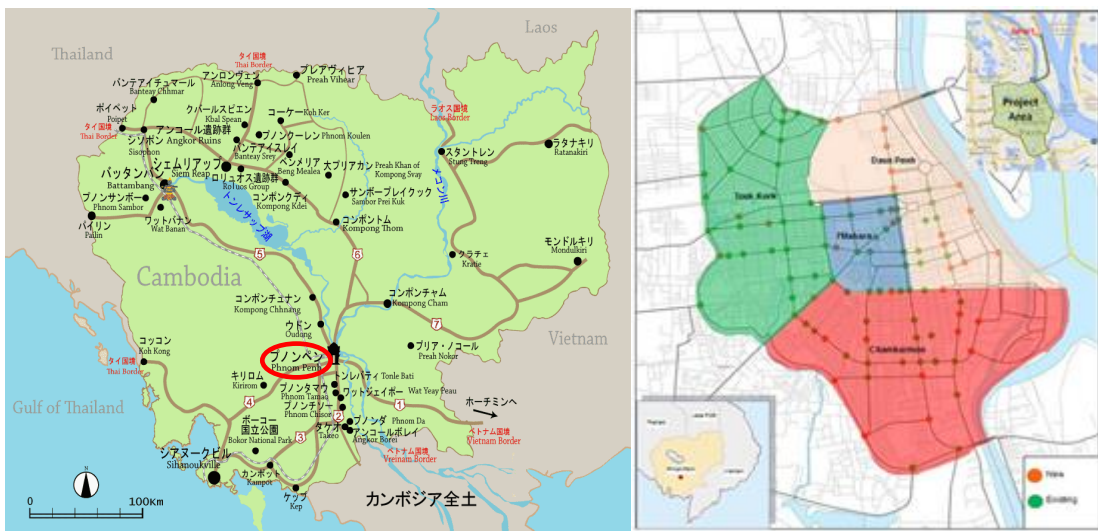 Thailand
Laos
タイ国境
Thai Border
アンロンヴェン
Anlong Veng
プレアヴィヒア
Preah Vihear
バンテアイチュマール
Banteay Chhmar
クバールスピエン
Kbal Spean
コーケー Koh Ker
ラオス国境
Laos Barder
ポイペット
Poipet
タイ国境
Thai Border
シソポン
Sisophon
アンコール遺跡群
Angkor Ruins
プノンクーレン Phnom Koulen
バンテアイスレイ
Banteay Srey
スタントレン
Stung Treng
ラタナキリ
Ratanakiri
シェムリアップ
Siem Reap
ベンメリア
Beng Mealea
大プリアカン
Preah Khan of
Kompong Svay
バッタンバン
Battambang
ロリュオス遺跡群
Roluos Group
メコン川
プノンサンボー
Phnom Sambor
コンポンクディ
Kompong Kdei
サンボープレイクック
Sambor Prei Kuk
トンレサップ湖
パイリン
Pailin
ワットバナン
Wat Banan
コンポントム
Kompong Thom
モンドルキリ
Mondulkiri
クラチェ
Kratie
5
6
Cambodia
コンポンチュナン
Kompong Chhnang
コンポンチャム
Kompong Cham
7
ウドン
Oudong
Vietnam
コッコン
Koh Kong
プノンペン
Phnom Penh
プリア・ノコール
Preah Nokor
タイ国境
Thai Border
キリロム
Kirirom
トンレバティ Tonle Bati
プノンタマウ
Phnom Tamau
ワットジェイポー
Wat Yeay Peau
Gulf of Thailand
4
プノンチソー
Phnom Chisor
1
ホーチミンへ
ボーコー
国立公園
Bokor National Park
2
プノンダ
Phnom Da
3
タケオ
Takeo
アンコールボレイ
Angkor Borei
ベトナム国境
Vietnam Border
シアヌークビル
Sihanoukville
ベトナム国境
Vreinam Border
カンポット
Kampot
ケップ
Kep
N
0
100Km
カンボジア全土
Project
Area
Daun Penh
Touk Kork
Chamkarmon
New
Existing